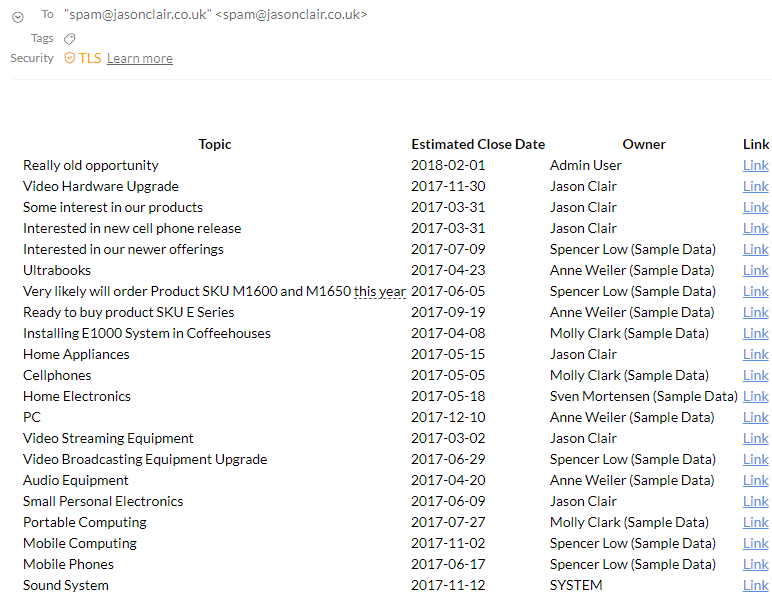 To "spam@jasonclair.co.uk" <spam@jasonclair.co.uk>
Tags
Security TLS Learn more
Topic Estimated Close Date Owner Link
Really old opportunity 2018-02-01 Admin User Link
Video Hardware Upgrade 2017-11-30 Jason Clair Link
Some interest in our products 2017-03-31 Jason Clair Link
Interested in new cell phone release 2017-03-31 Jason Clair Link
Interested in our newer offerings 2017-07-09 Spencer Low (Sample Data) Link
Ultrabooks 2017-04-23 Anne Weiler (Sample Data) Link
Very likely will order Product SKU M1600 and M1650 this year 2017-06-05 Spencer Low (Sample Data) Link
Ready to buy product SKU E Series 2017-09-19 Anne Weiler (Sample Data) Link
Installing E1000 System in Coffeehouses 2017-04-08 Molly Clark (Sample Data) Link
Home Appliances 2017-05-15 Jason Clair Link
Cellphones 2017-05-05 Molly Clark (Sample Data) Link
Home Electronics 2017-05-18 Sven Mortensen (Sample Data) Link
PC 2017-12-10 Anne Weiler (Sample Data) Link
Video Streaming Equipment 2017-03-02 Jason Clair Link
Video Broadcasting Equipment Upgrade 2017-06-29 Spencer Low (Sample Data) Link
Audio Equipment 2017-04-20 Anne Weiler (Sample Data) Link
Small Personal Electronics 2017-06-09 Jason Clair Link
Portable Computing 2017-07-27 Molly Clark (Sample Data) Link
Mobile Computing 2017-11-02 Spencer Low (Sample Data) Link
Mobile Phones 2017-06-17 Spencer Low (Sample Data) Link
Sound System 2017-11-12 SYSTEM Link